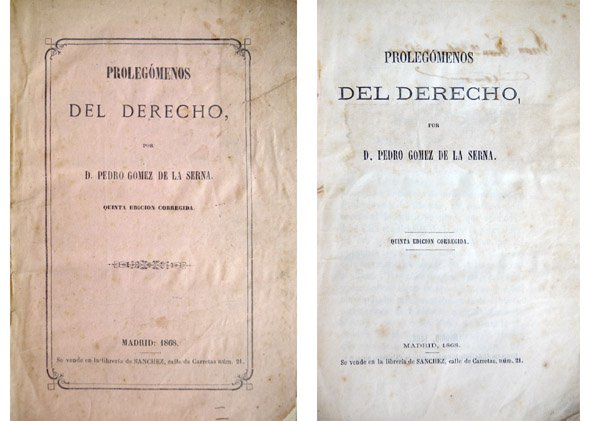 PROLEGÓMENOS
DEL DERECHO,
POR
D. PEDRO GOMEZ DE LA SERNA.
QUINTA EDICION CORREGIDA.
MADRID: 1868.
Se vende en la librería de SANCHEZ, calle de Carretas, núm. 21.
PROLEGÓMENOS
DEL DERECHO,
POR
D. PEDRO GOMEZ DE LA SERNA.
QUINTA EDICION CORREGIDA.
MADRID, 1868.
Se vende en la librería de SANCHEZ, calle de Carretas, núm. 21.